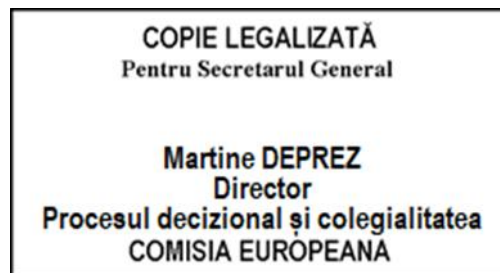 COPIE LEGALIZATĂ
Pentru Secretarul General
Martine DEPREZ
Director
Procesul decizional și colegialitatea
COMISIA EUROPEANA